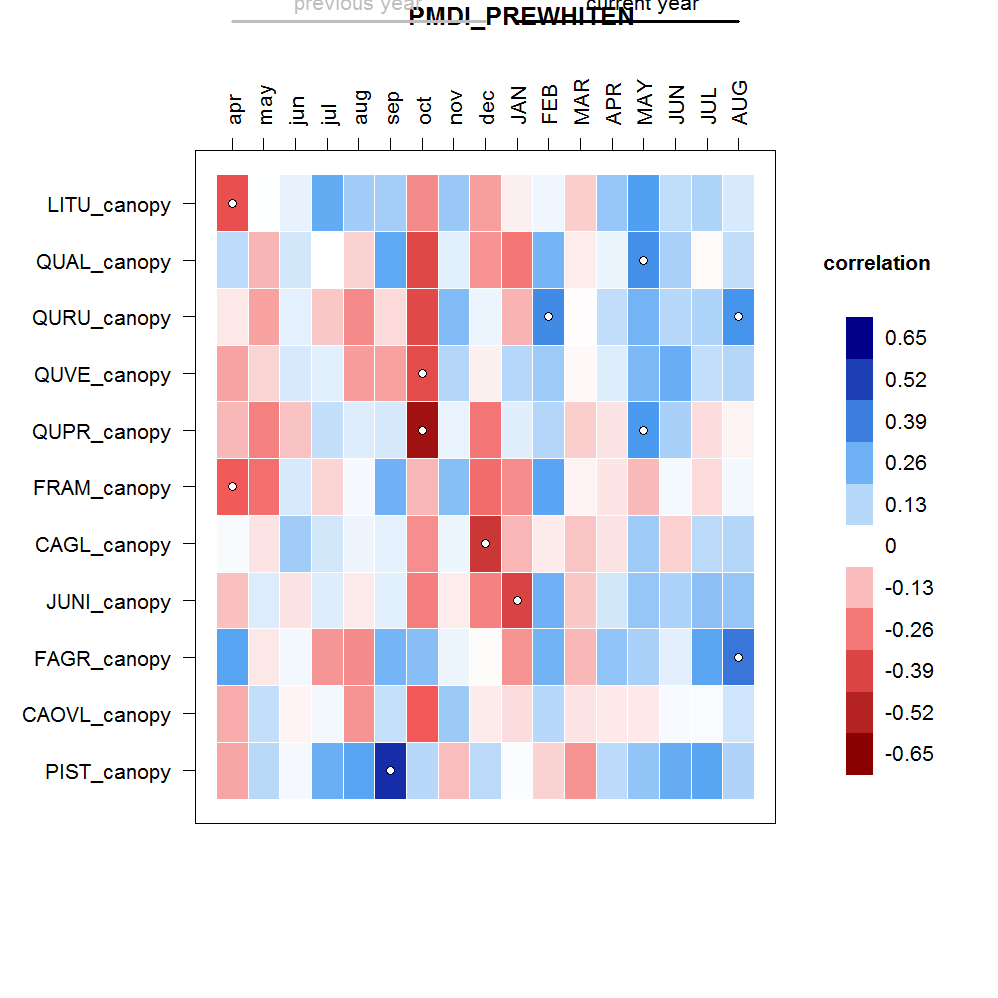 previous year
current year
PMDI_PREWHITEN
apr may jun jul aug sep oct nov dec JAN FEB MAR APR MAY JUN JUL AUG
LITU_canopy
QUAL_canopy
QURU_canopy
QUVE_canopy
QUPR_canopy
FRAM_canopy
CAGL_canopy
JUNI_canopy
FAGR_canopy
CAOVL_canopy
PIST_canopy
correlation
0.65
0.52
0.39
0.26
0.13
0
-0.13
-0.26
-0.39
-0.52
-0.65